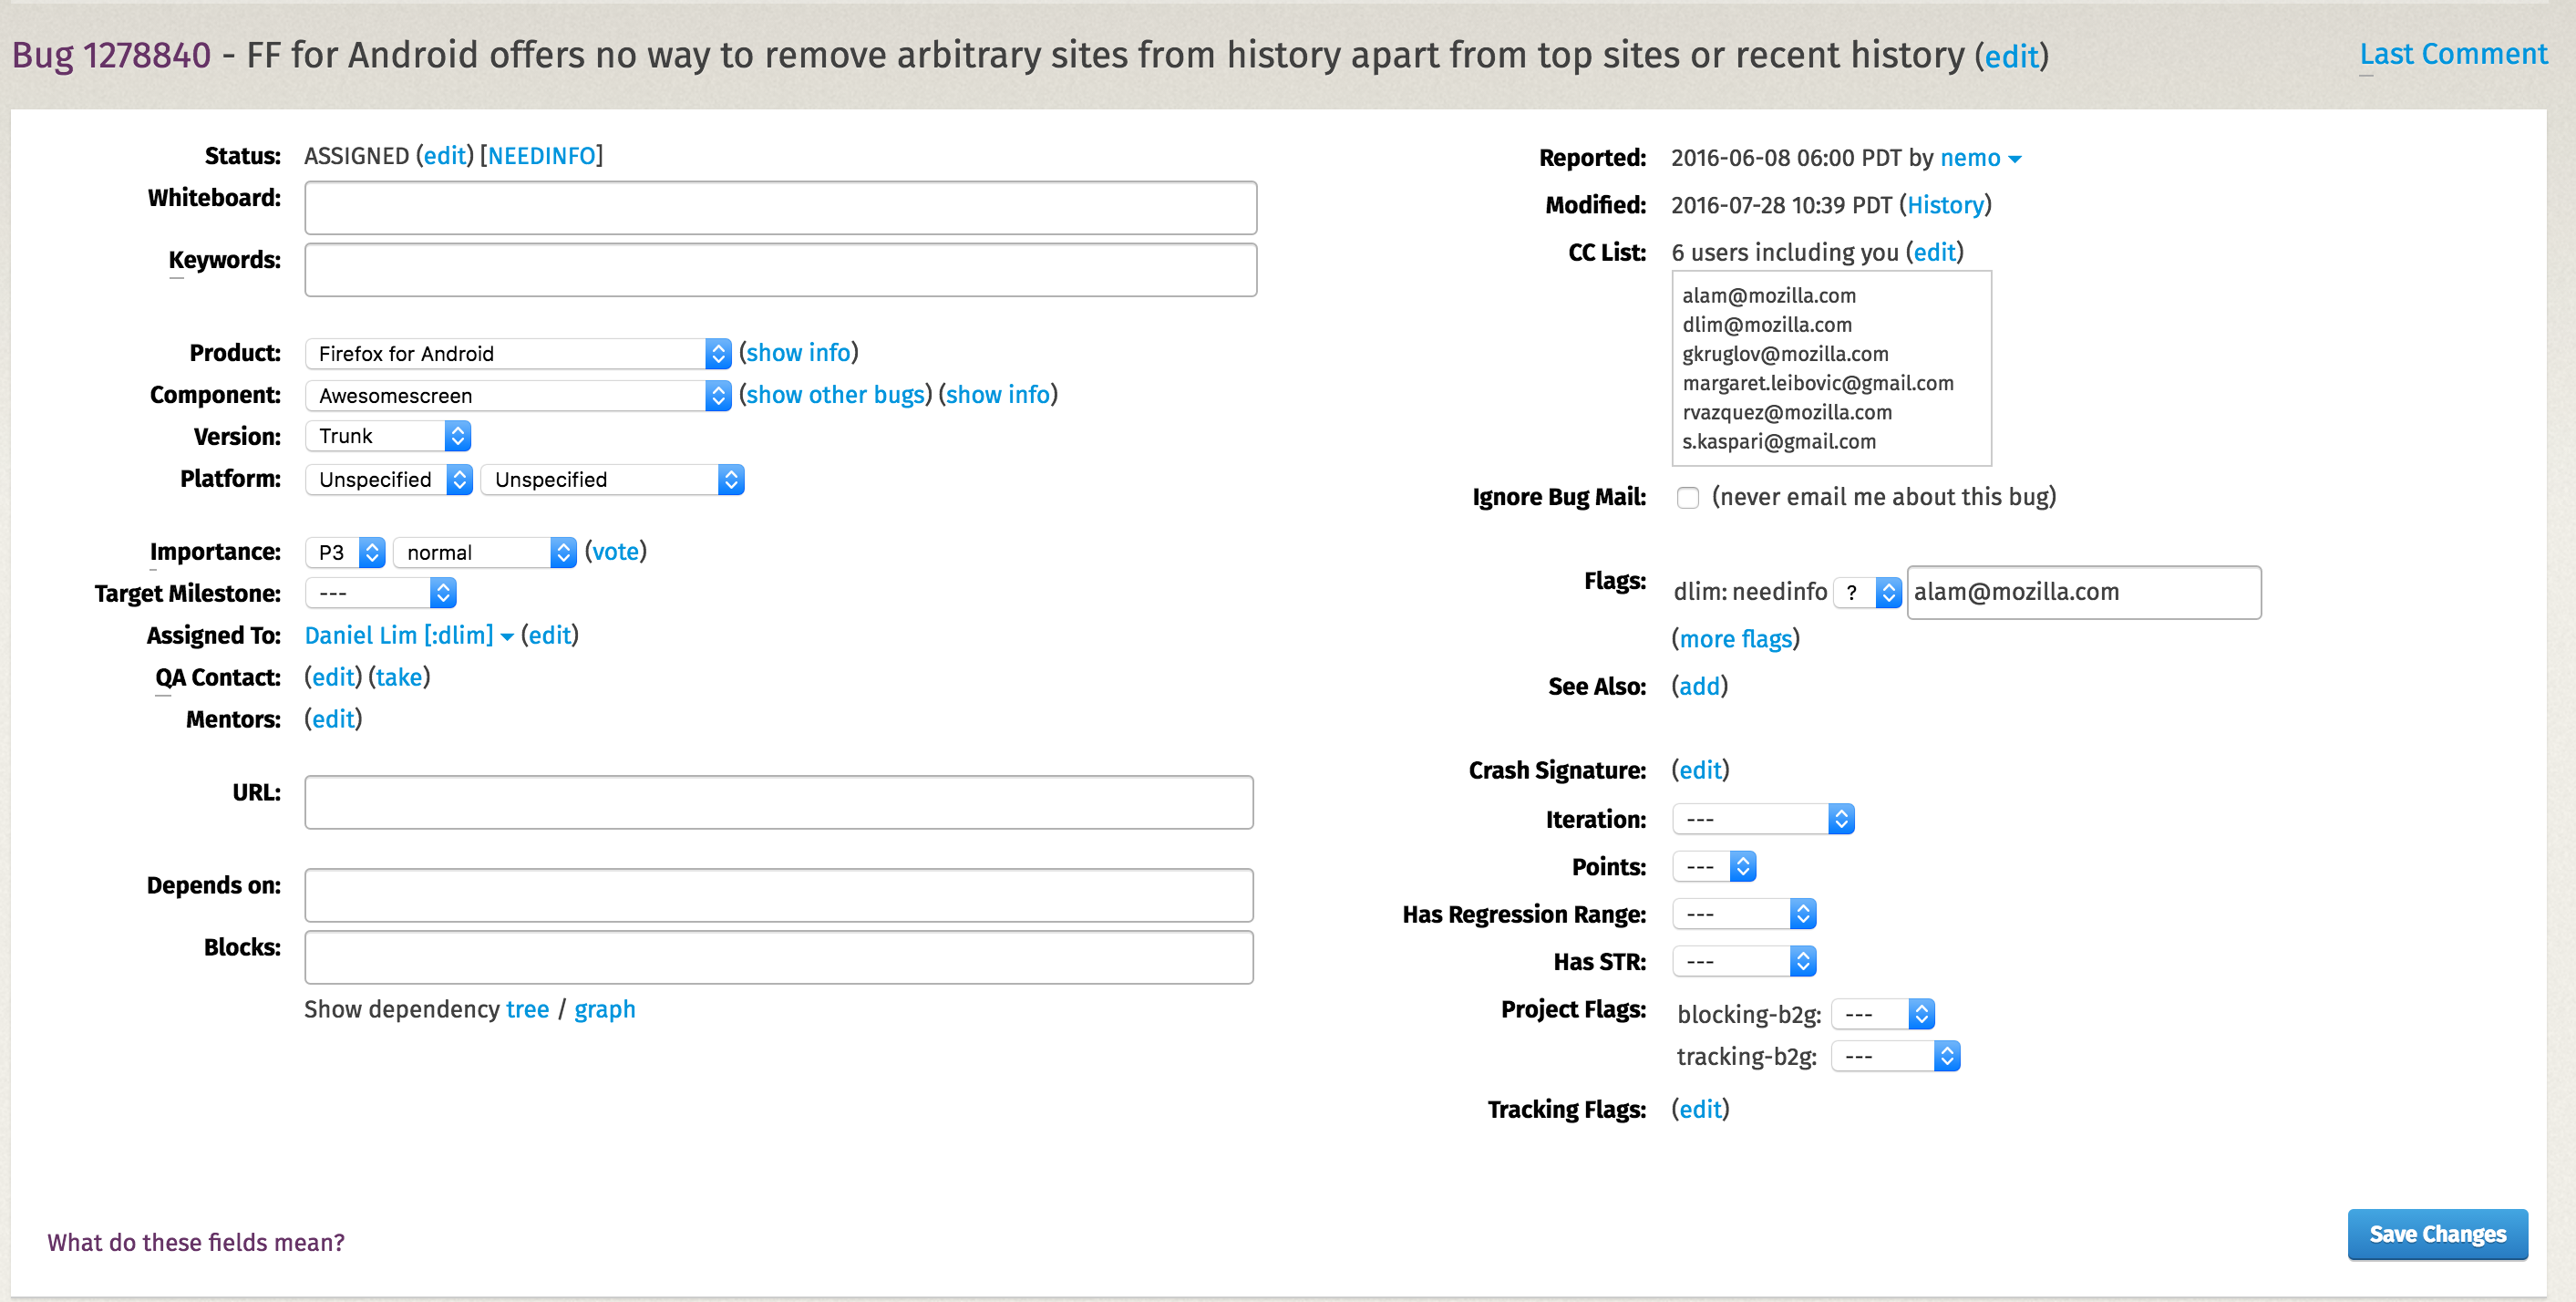 Bug 1278840 - FF for Android offers no way to remove arbitrary sites from history apart from top sites or recent history (edit)
Last Comment
Status: ASSIGNED (edit) [NEEDINFO]
Whiteboard:
Keywords:
Product: Firefox for Android (show info)
Component: Awesomescreen (show other bugs) (show info)
Version: Trunk
Platform: Unspecified Unspecified
Importance: P3 normal (vote)
Target Milestone: ---
Assigned To: Daniel Lim [:dlim] (edit)
QA Contact: (edit) (take)
Mentors: (edit)
URL:
Depends on:
Blocks:
Show dependency tree / graph
Reported: 2016-06-08 06:00 PDT by nemo
Modified: 2016-07-28 10:39 PDT (History)
CC List: 6 users including you (edit)
alam@mozilla.com
dlim@mozilla.com
gkruglov@mozilla.com
margaret.leibovic@gmail.com
rvazquez@mozilla.com
s.kaspari@gmail.com
Ignore Bug Mail: (never email me about this bug)
Flags: dlim: needinfo ? alam@mozilla.com
(more flags)
See Also: (add)
Crash Signature: (edit)
Iteration: ---
Points: ---
Has Regression Range: ---
Has STR: ---
Project Flags: blocking-b2g: ---
tracking-b2g: ---
Tracking Flags: (edit)
What do these fields mean?
Save Changes